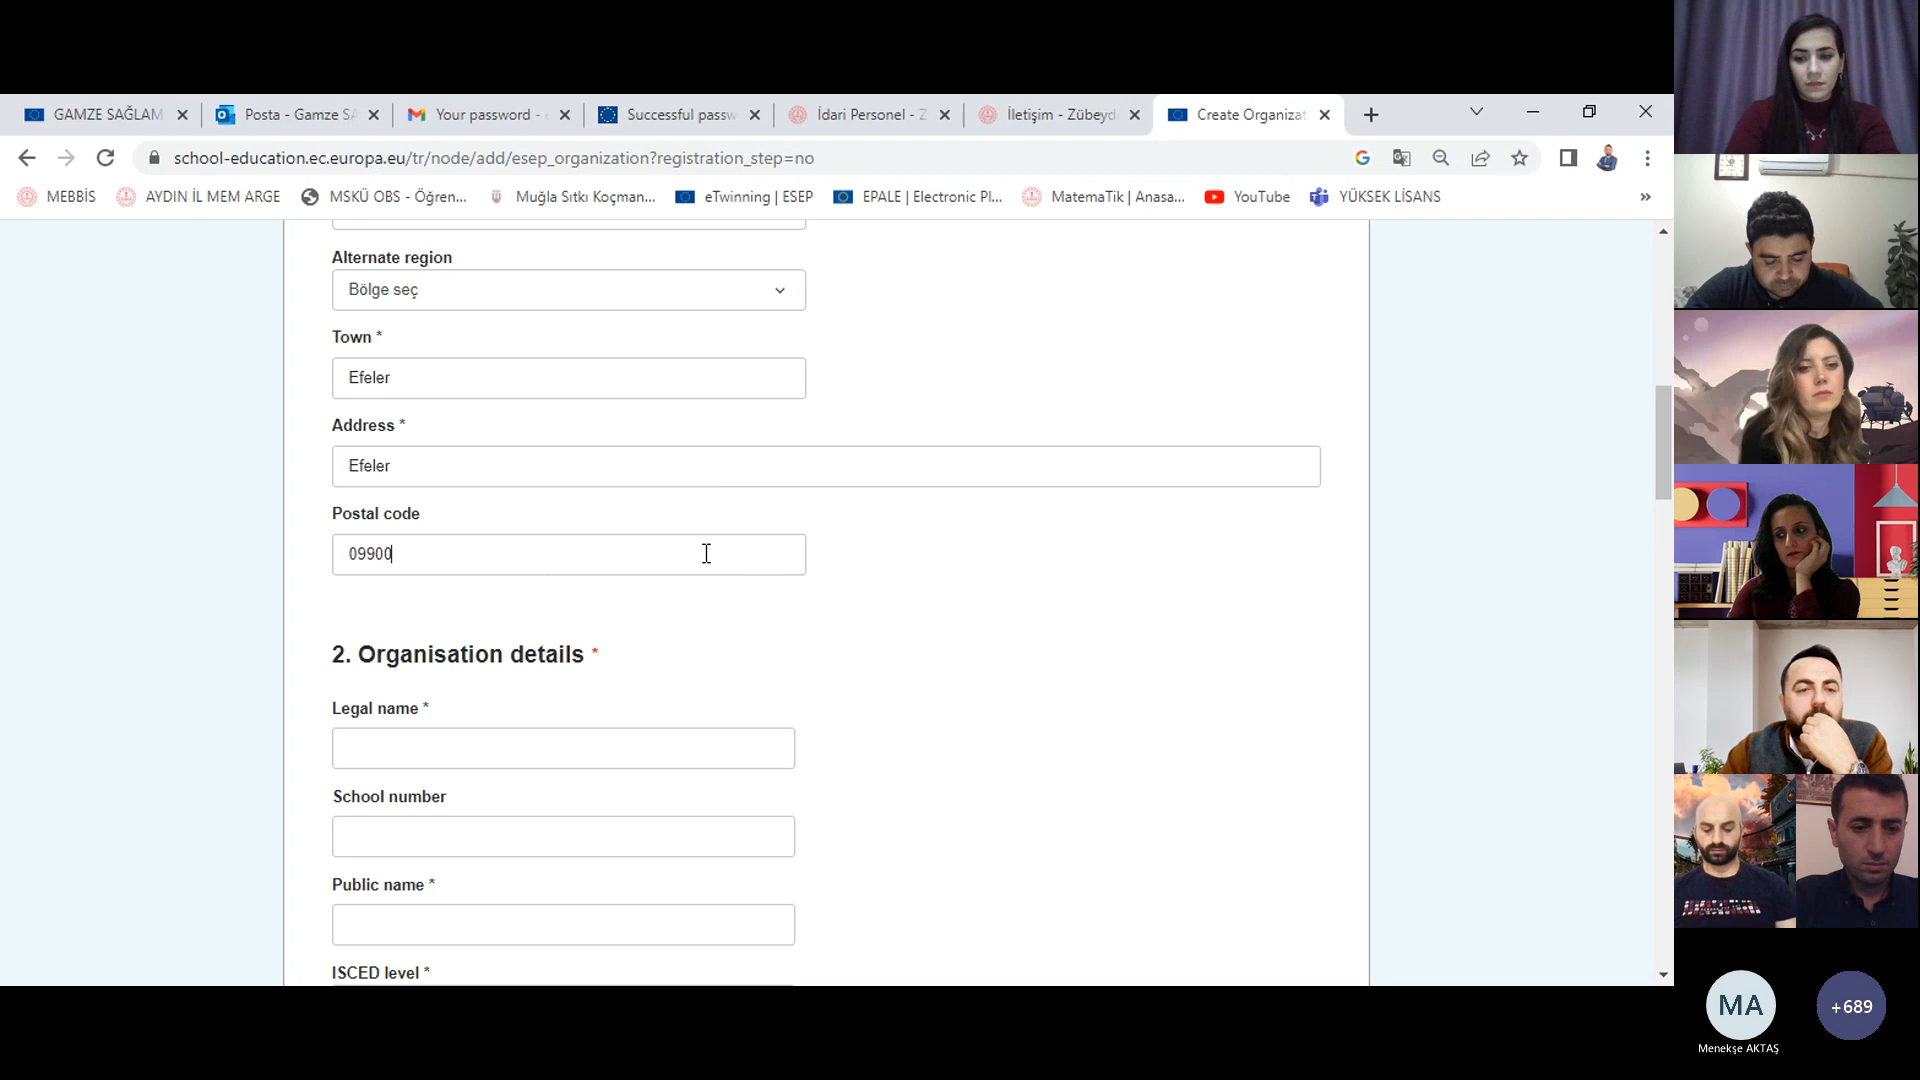 GAMZE SAĞLAM
Posta - Gamze SA
Your password -
Successful passw
İdari Personel - Z
İletişim - Zübeyd
Create Organizat
school-education.ec.europa.eu/tr/node/add/esep_organization?registration_step=no
MEBBİS
AYDIN İL MEM ARGE
MSKÜ OBS - Öğren...
Muğla Sıtkı Koçman...
eTwinning | ESEP
EPALE | Electronic Pl...
MatemaTik | Anasa...
YouTube
YÜKSEK LİSANS
»
Alternate region
Bölge seç
Town *
Efeler
Address *
Efeler
Postal code
09900
2. Organisation details *
Legal name *
School number
Public name *
ISCED level *
MA
Menekşe AKTAŞ
+689